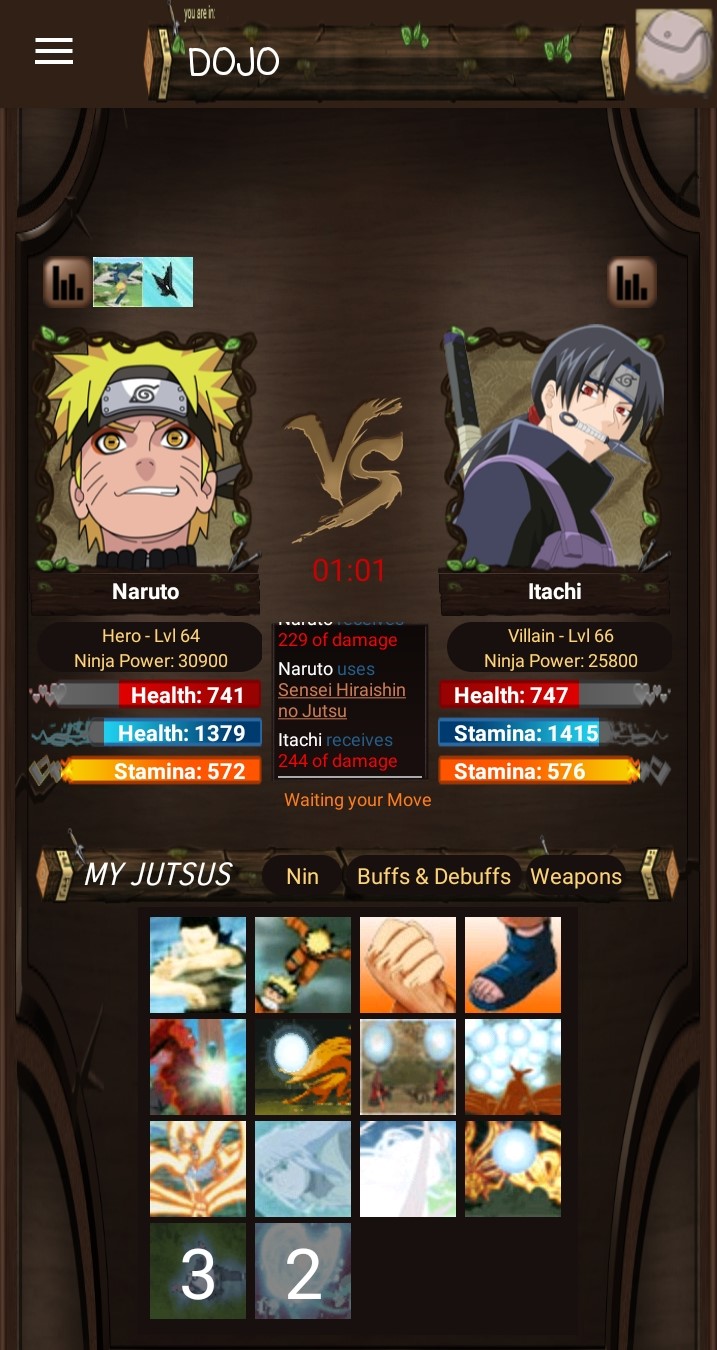 you are in:
DOJO
VS
01:01
Naruto
Itachi
Hero - Lvl 64
Ninja Power: 30900
Villain - Lvl 66
Ninja Power: 25800
Naruto receives
229 of damage
Naruto uses
Sensei Hiraishin
no Jutsu
Itachi receives
244 of damage
Health: 741
Health: 747
Health: 1379
Stamina: 1415
Stamina: 572
Stamina: 576
Waiting your Move
MY JUTSUS
Nin
Buffs & Debuffs
Weapons
3
2